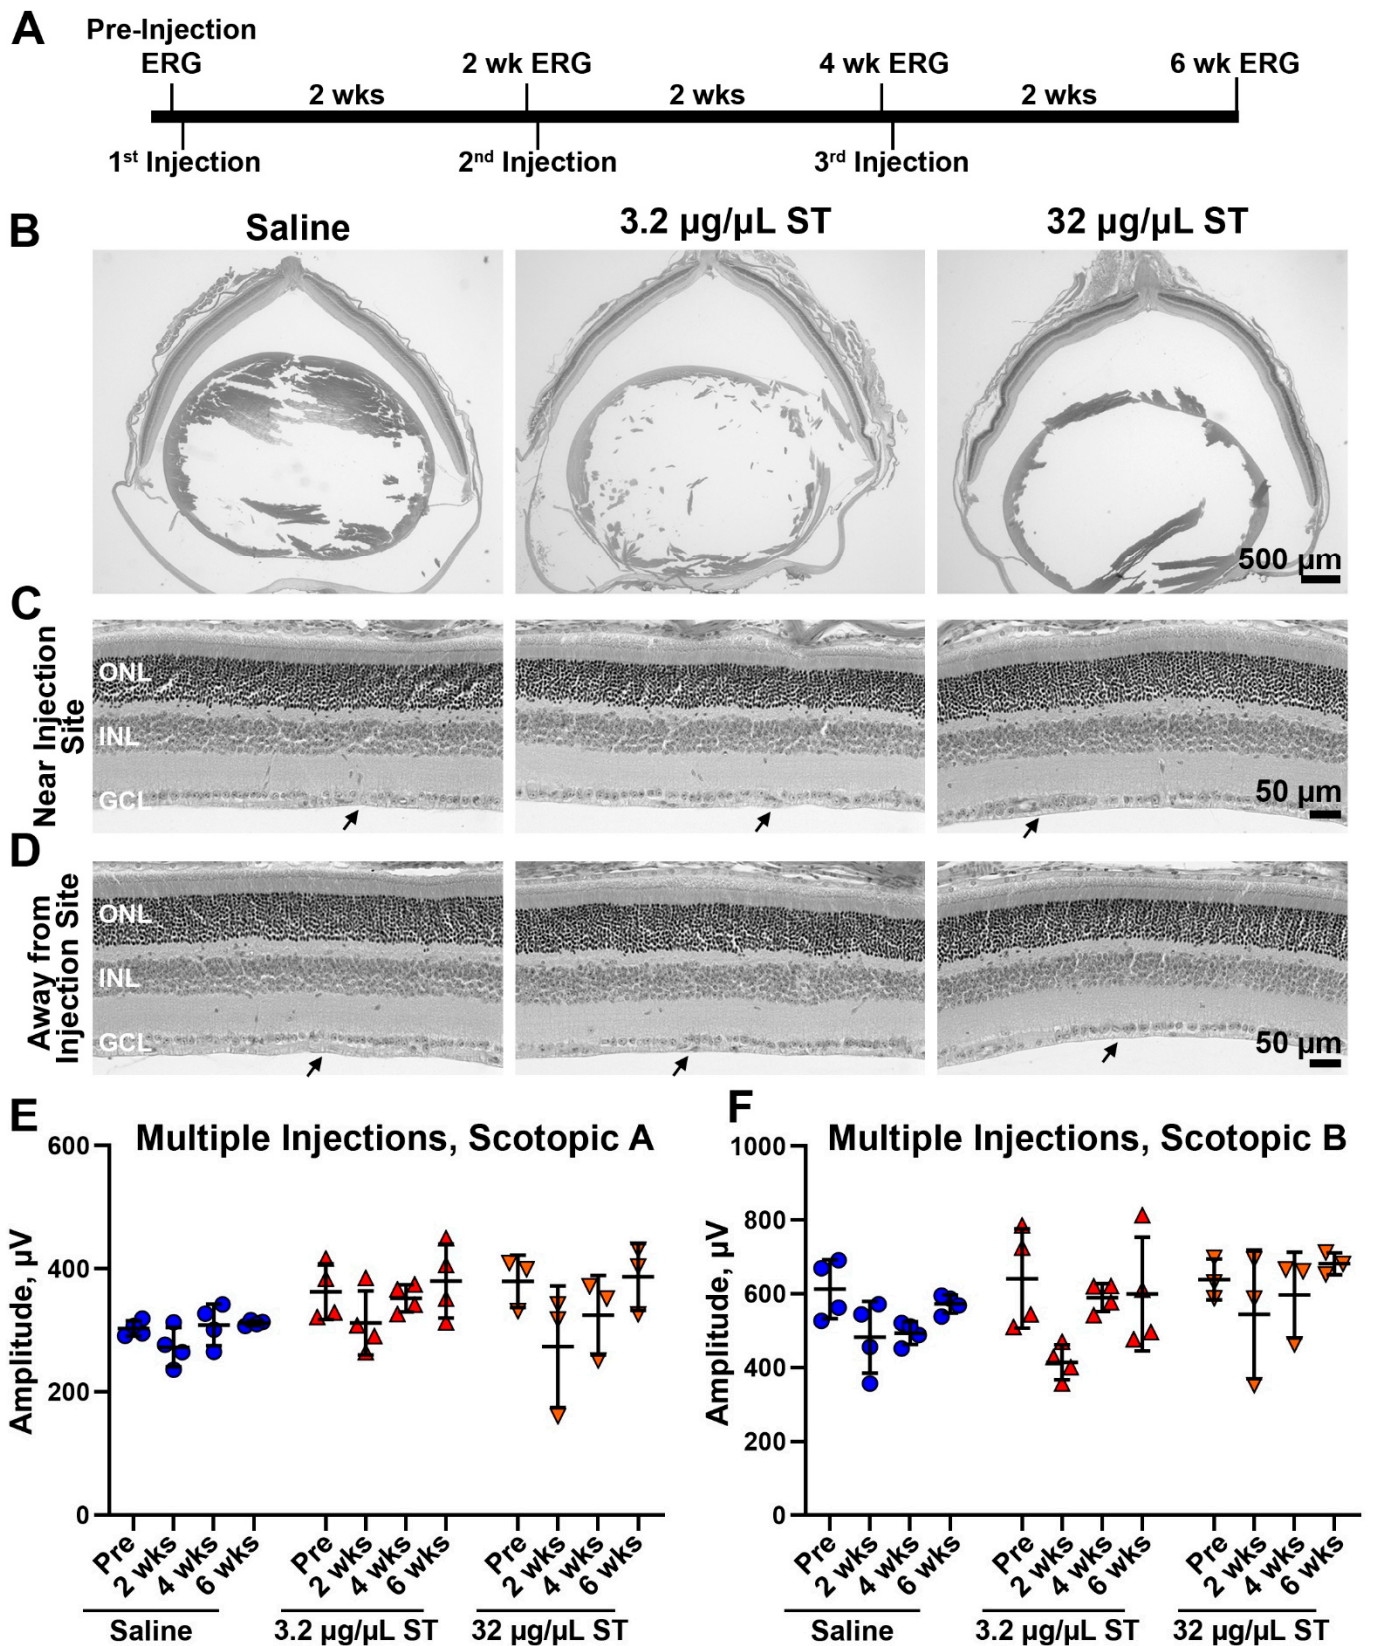 A
Pre-Injection
ERG
2 wk ERG
4 wk ERG
6 wk ERG
2 wks
2 wks
2 wks
1st Injection
2nd Injection
3rd Injection
B
Saline
3.2 µg/µL ST
32 µg/µL ST
500 µm
C
Near Injection
Site
ONL
INL
GCL
50 µm
D
Away from
Injection Site
ONL
INL
GCL
50 µm
E
Multiple Injections, Scotopic A
Amplitude, µV
600
400
200
0
Pre
2 wks
4 wks
6 wks
Pre
2 wks
4 wks
6 wks
Pre
2 wks
4 wks
6 wks
Saline
3.2 µg/µL ST
32 µg/µL ST
F
Multiple Injections, Scotopic B
Amplitude, µV
1000
800
600
400
200
0
Pre
2 wks
4 wks
6 wks
Pre
2 wks
4 wks
6 wks
Pre
2 wks
4 wks
6 wks
Saline
3.2 µg/µL ST
32 µg/µL ST